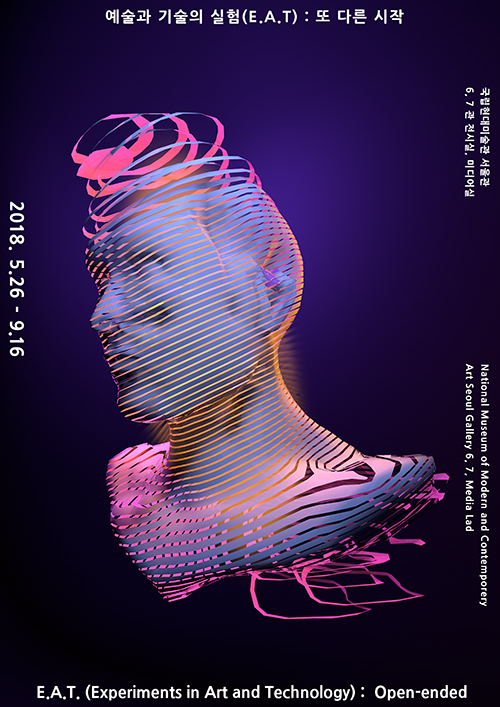 예술과 기술의 실험(E.A.T) : 또 다른 시작
국립현대미술관 서울관
6, 7 관 전시실, 미디어실
2018. 5.26 - 9.16
National Museum of Modern and Contemporery
Art Seoul Gallery 6, 7, Media Lad
E.A.T. (Experiments in Art and Technology) : Open-ended